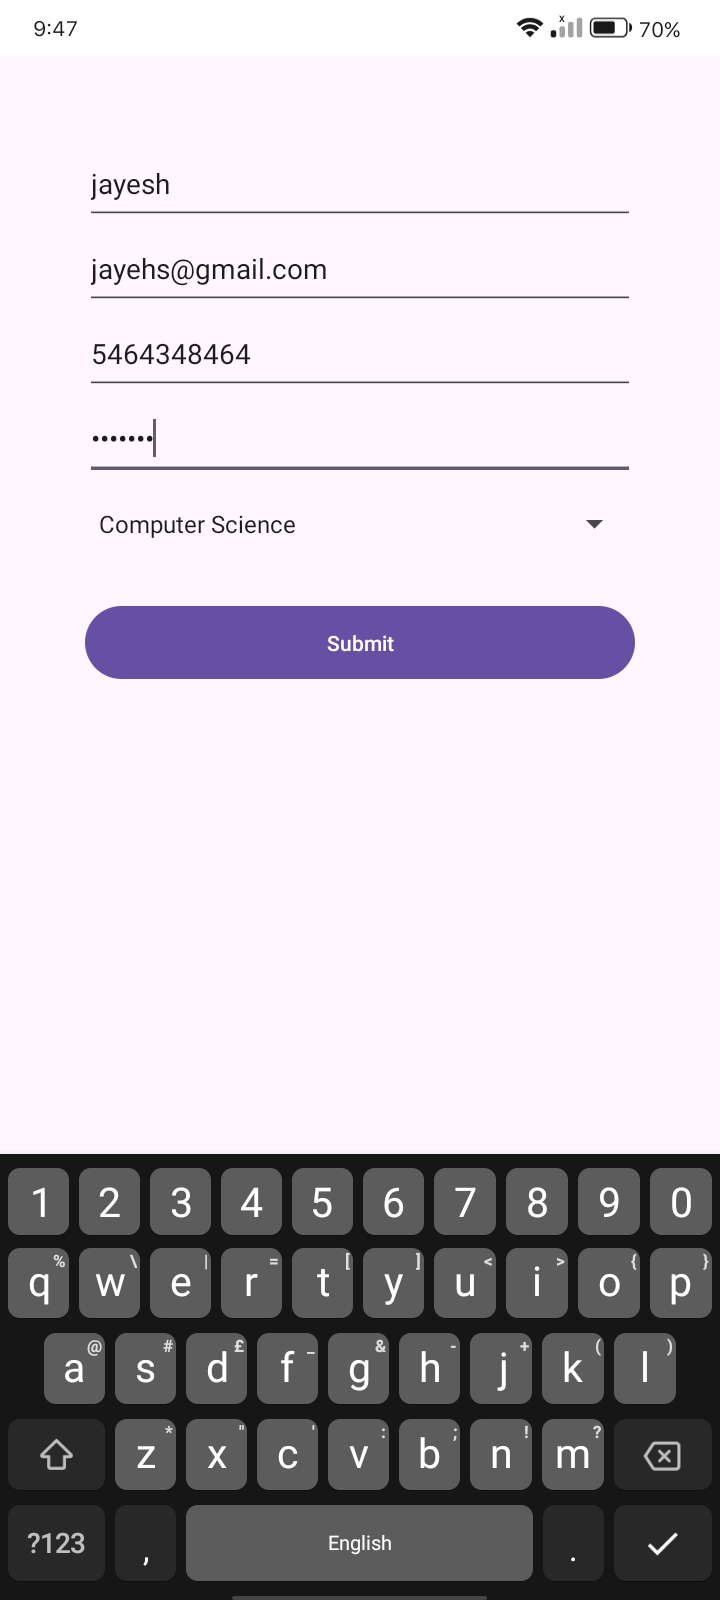 9:47 70%
jayesh
jayehs@gmail.com
5464348464
•••••••
Computer Science
Submit
1 2 3 4 5 6 7 8 9 0
q % w \ e | r = t [ y ] u < i > o { p }
a @ s # d £ f _ g & h - j + k ( l )
z * x " c ' v : b ; n ! m ?
?123 , English .